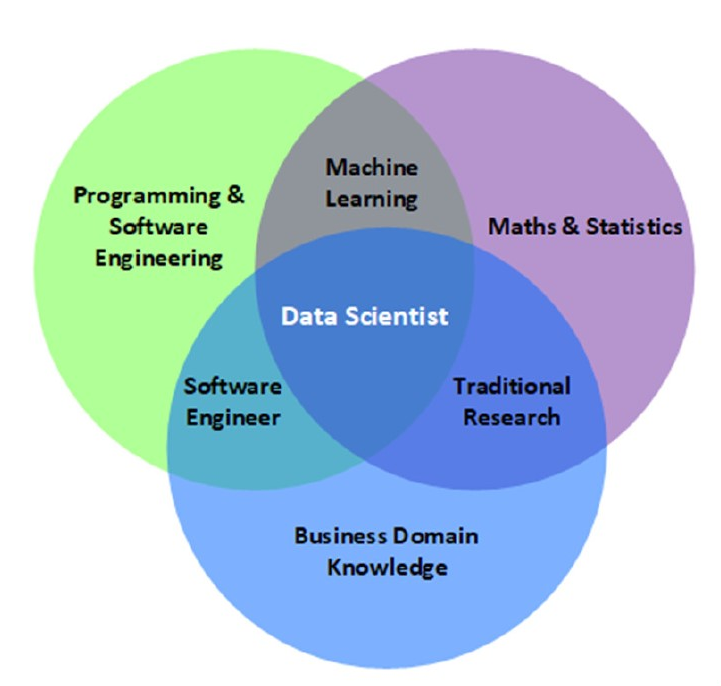 Machine
Learning
Programming &
Software
Engineering
Maths & Statistics
Data Scientist
Software
Engineer
Traditional
Research
Business Domain
Knowledge